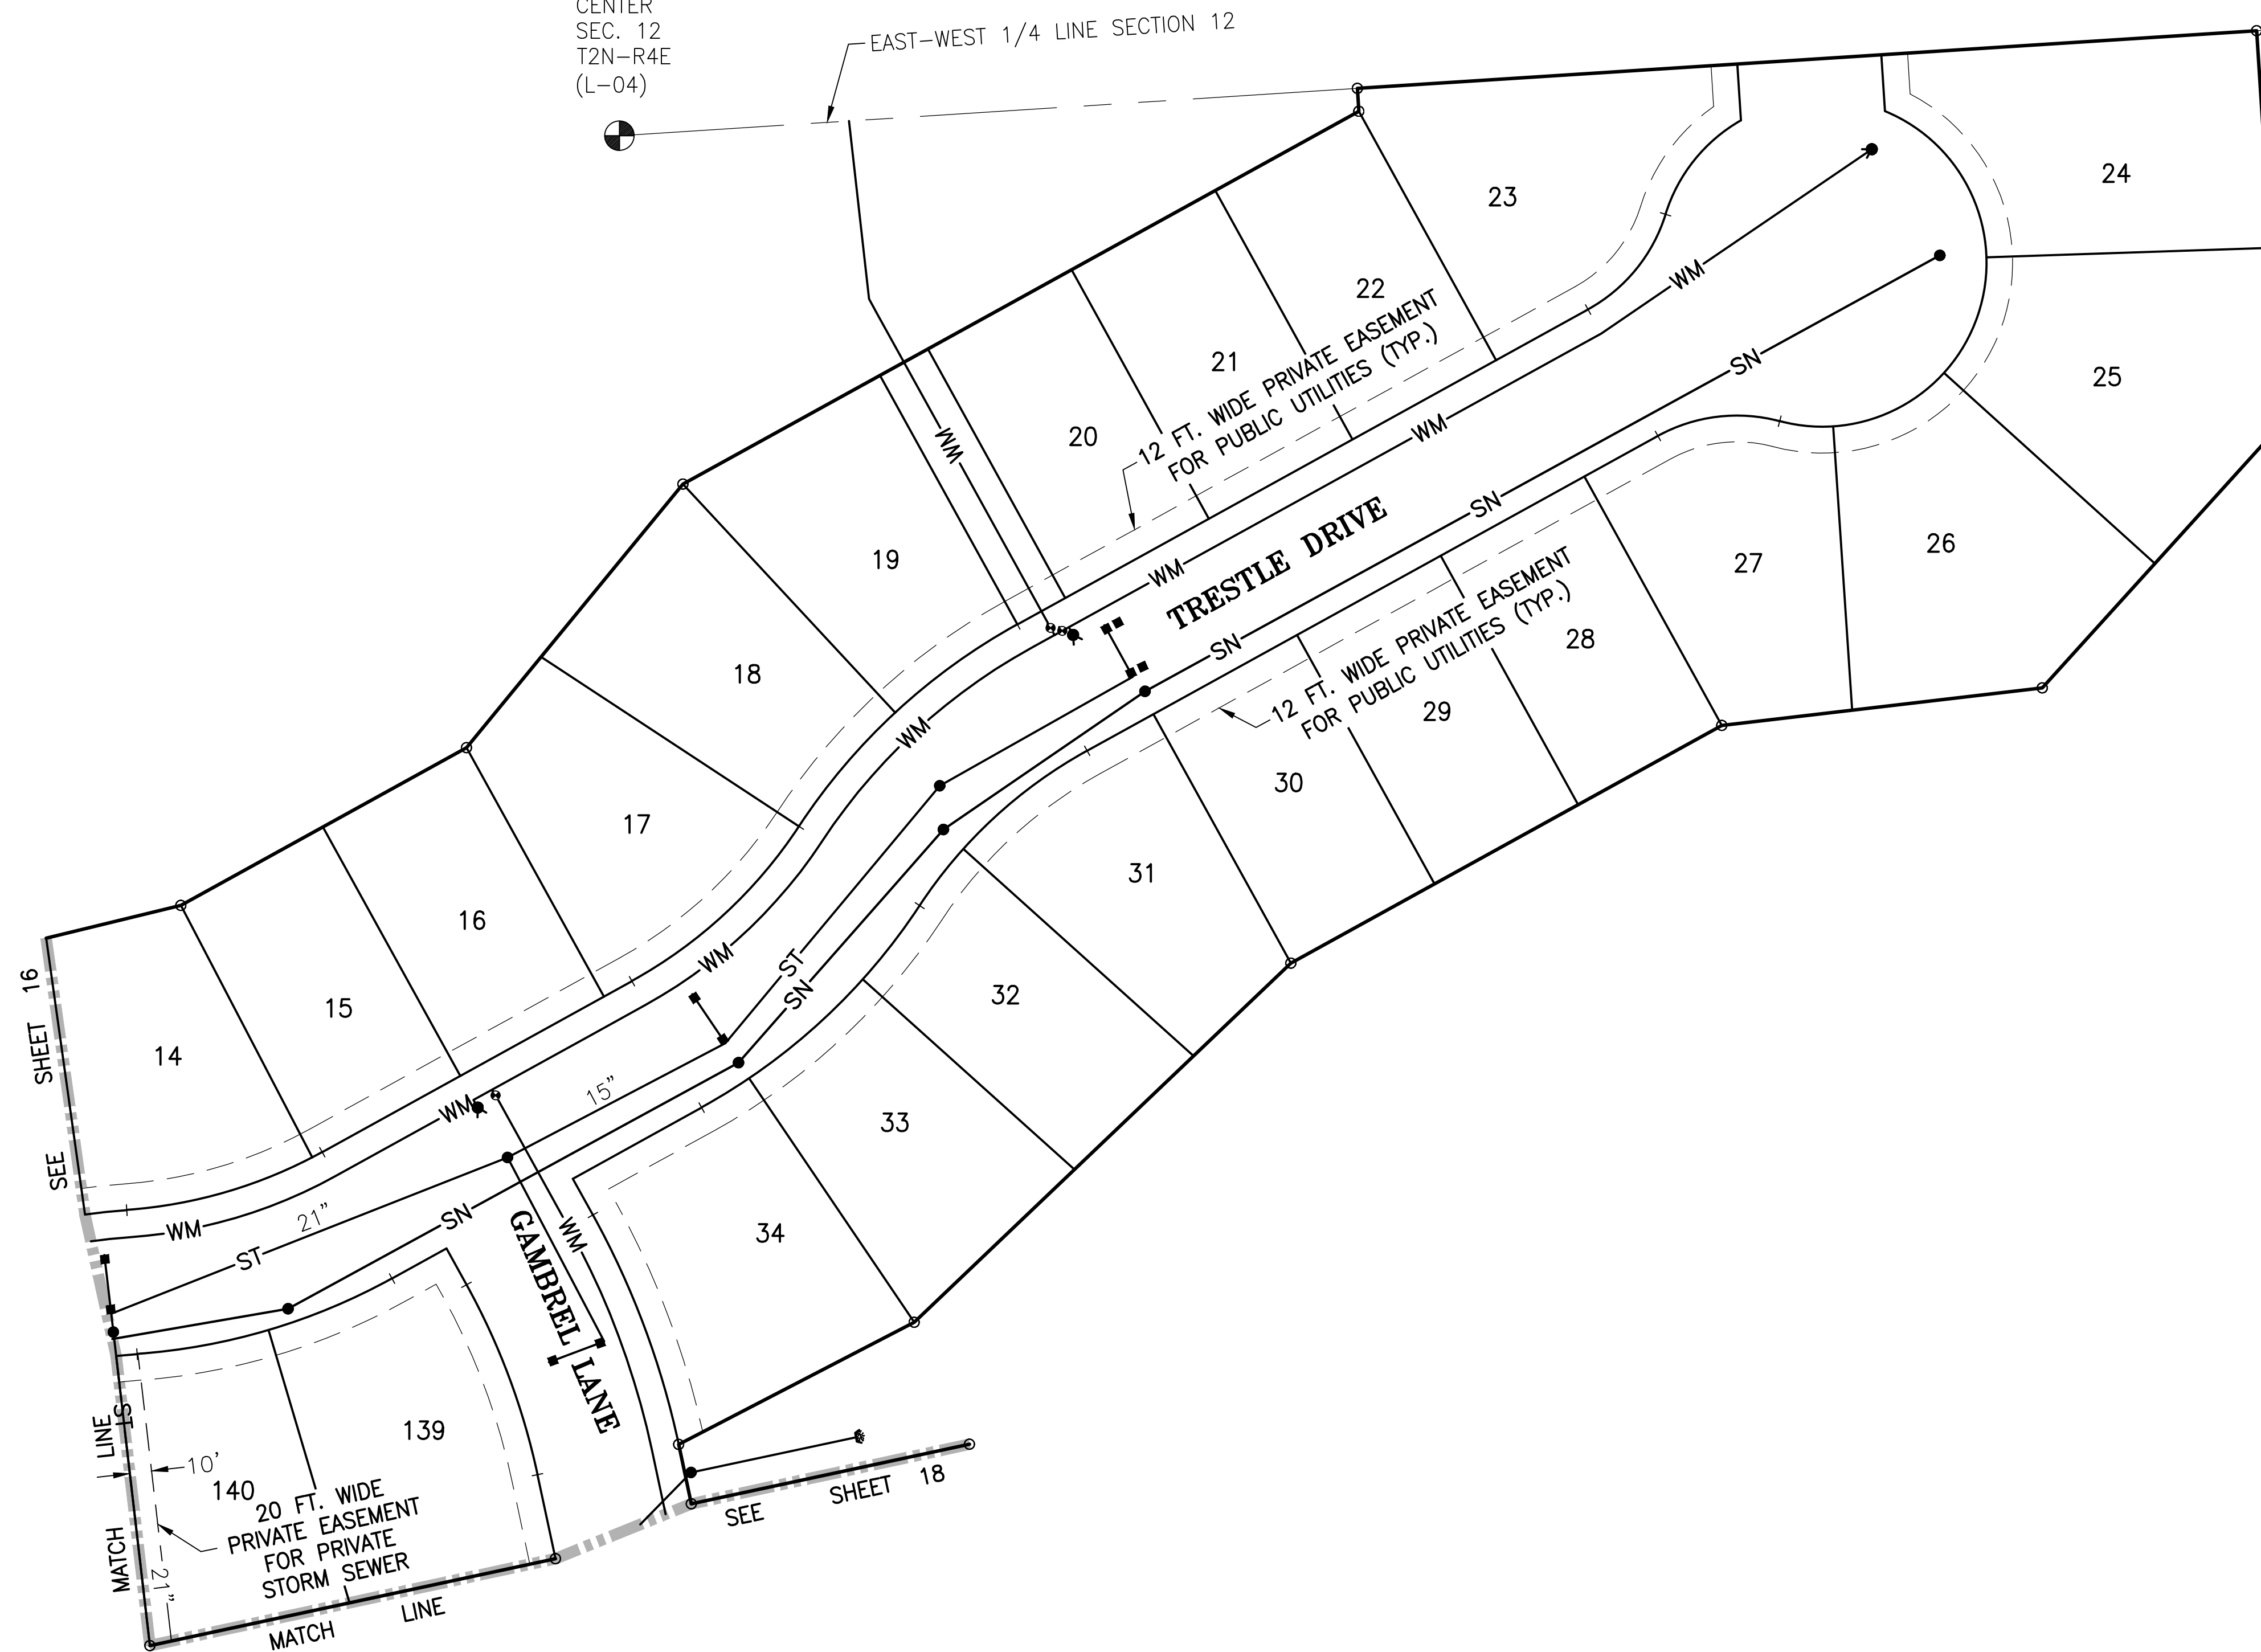 CENTER
SEC. 12
T2N-R4E
(L-04)
EAST-WEST 1/4 LINE SECTION 12
24
23
22
WM
SN
25
12 FT. WIDE PRIVATE EASEMENT
FOR PUBLIC UTILITIES (TYP.)
21
20
WM
WM
SN
TRESTLE DRIVE
19
WM
SN
27
26
12 FT. WIDE PRIVATE EASEMENT
FOR PUBLIC UTILITIES (TYP.)
28
29
18
WM
30
17
31
16
WM
ST
SN
32
15
14
SEE SHEET 16
WM
15"
33
WM
21"
ST
SN
WM
34
GAMBREL LANE
MATCH LINE
ST
139
10'
140
20 FT. WIDE
PRIVATE EASEMENT
FOR PRIVATE
STORM SEWER
21"
SEE SHEET 18
MATCH LINE